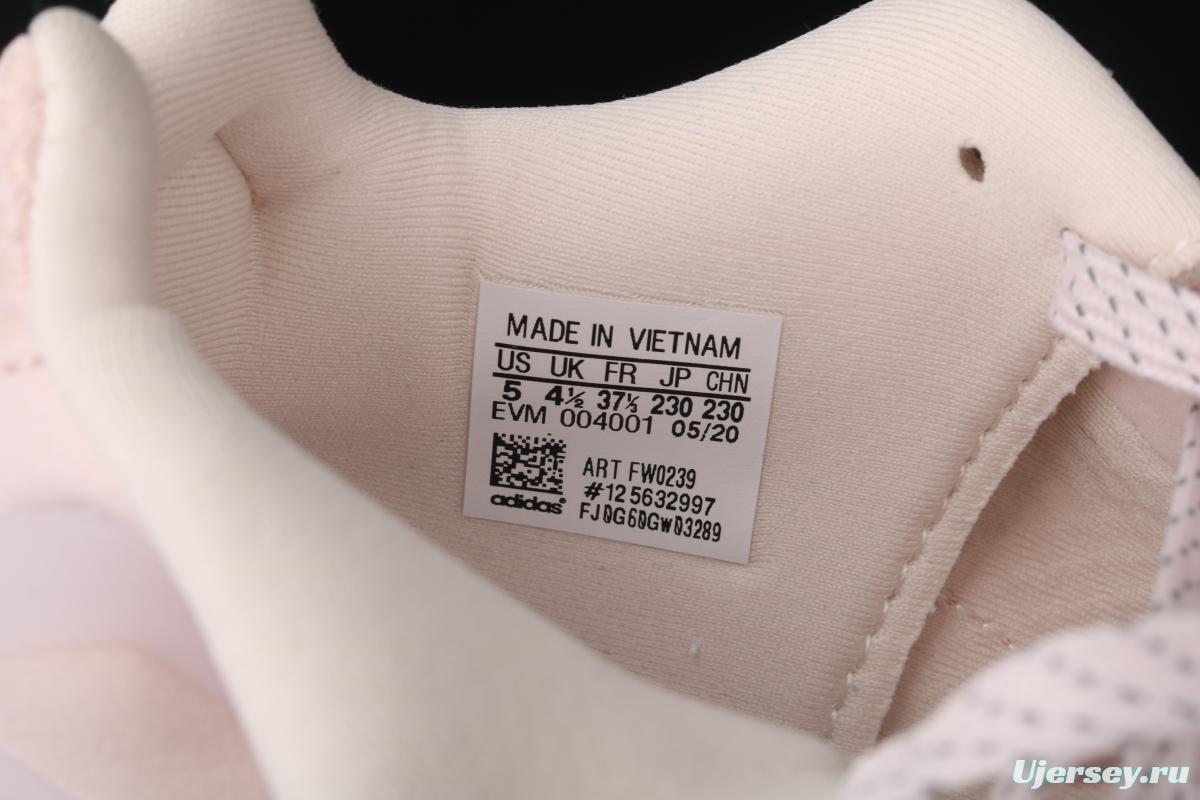 MADE IN VIETNAM
US UK FR JP CHN
5 4½ 37⅓ 230 230
EVM 004001 05/20
ART FW0239
#125632997
adidas
FJ0G60GW03289
Ujersey.ru